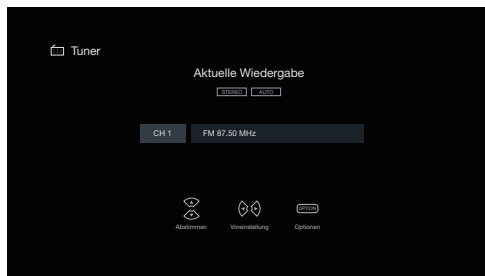 Tuner
Aktuelle Wiedergabe
STEREO AUTO
CH 1 FM 87.50 MHz
OPTION
Abstimmen Voreinstellung Optionen